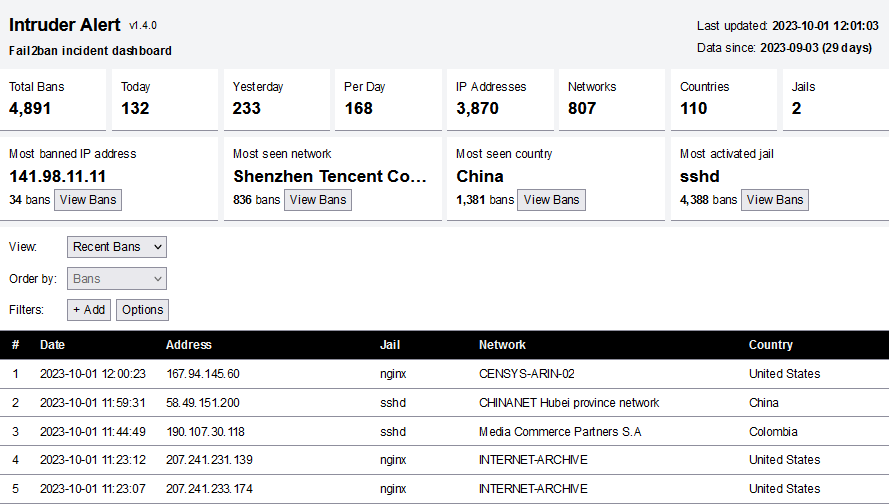 Intruder Alert v1.4.0
Fail2ban incident dashboard
Last updated: 2023-10-01 12:01:03
Data since: 2023-09-03 (29 days)
Total Bans Today Yesterday Per Day IP Addresses Networks Countries Jails
4,891 132 233 168 3,870 807 110 2
Most banned IP address Most seen network Most seen country Most activated jail
141.98.11.11 Shenzhen Tencent Co... China sshd
34 bans View Bans 836 bans View Bans 1,381 bans View Bans 4,388 bans View Bans
View: Recent Bans
Order by: Bans
Filters: + Add Options
# Date Address Jail Network Country
1 2023-10-01 12:00:23 167.94.145.60 nginx CENSYS-ARIN-02 United States
2 2023-10-01 11:59:31 58.49.151.200 sshd CHINANET Hubei province network China
3 2023-10-01 11:44:49 190.107.30.118 sshd Media Commerce Partners S.A Colombia
4 2023-10-01 11:23:12 207.241.231.139 nginx INTERNET-ARCHIVE United States
5 2023-10-01 11:23:07 207.241.233.174 nginx INTERNET-ARCHIVE United States